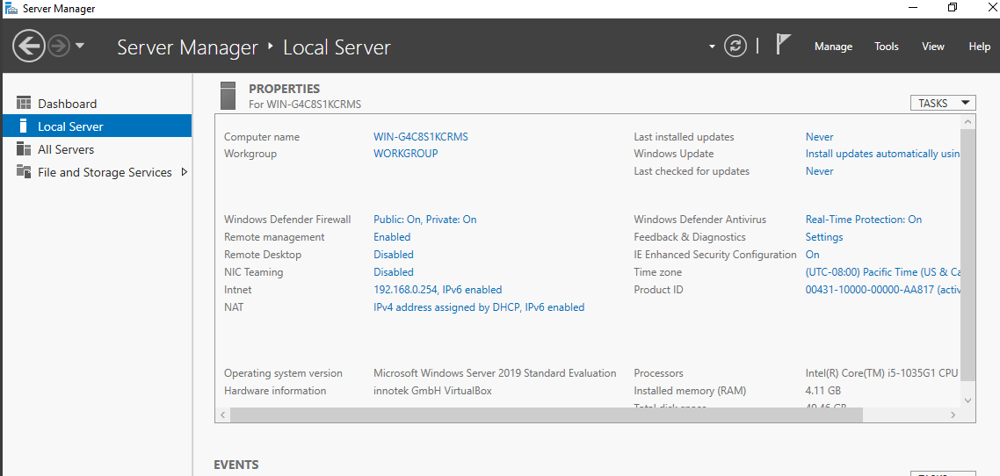 Server Manager
Server Manager ‣ Local Server
Manage Tools View Help
Dashboard
Local Server
All Servers
File and Storage Services
PROPERTIES
For WIN-G4C8S1KCRMS
TASKS
Computer name WIN-G4C8S1KCRMS Last installed updates Never
Workgroup WORKGROUP Windows Update Install updates automatically usin
Last checked for updates Never
Windows Defender Firewall Public: On, Private: On Windows Defender Antivirus Real-Time Protection: On
Remote management Enabled Feedback & Diagnostics Settings
Remote Desktop Disabled IE Enhanced Security Configuration On
NIC Teaming Disabled Time zone (UTC-08:00) Pacific Time (US & Ca
Intnet 192.168.0.254, IPv6 enabled Product ID 00431-10000-00000-AA817 (activ
NAT IPv4 address assigned by DHCP, IPv6 enabled
Operating system version Microsoft Windows Server 2019 Standard Evaluation Processors Intel(R) Core(TM) i5-1035G1 CPU
Hardware information innotek GmbH VirtualBox Installed memory (RAM) 4.11 GB
Total disk space 40.46 GB
EVENTS
TASKS